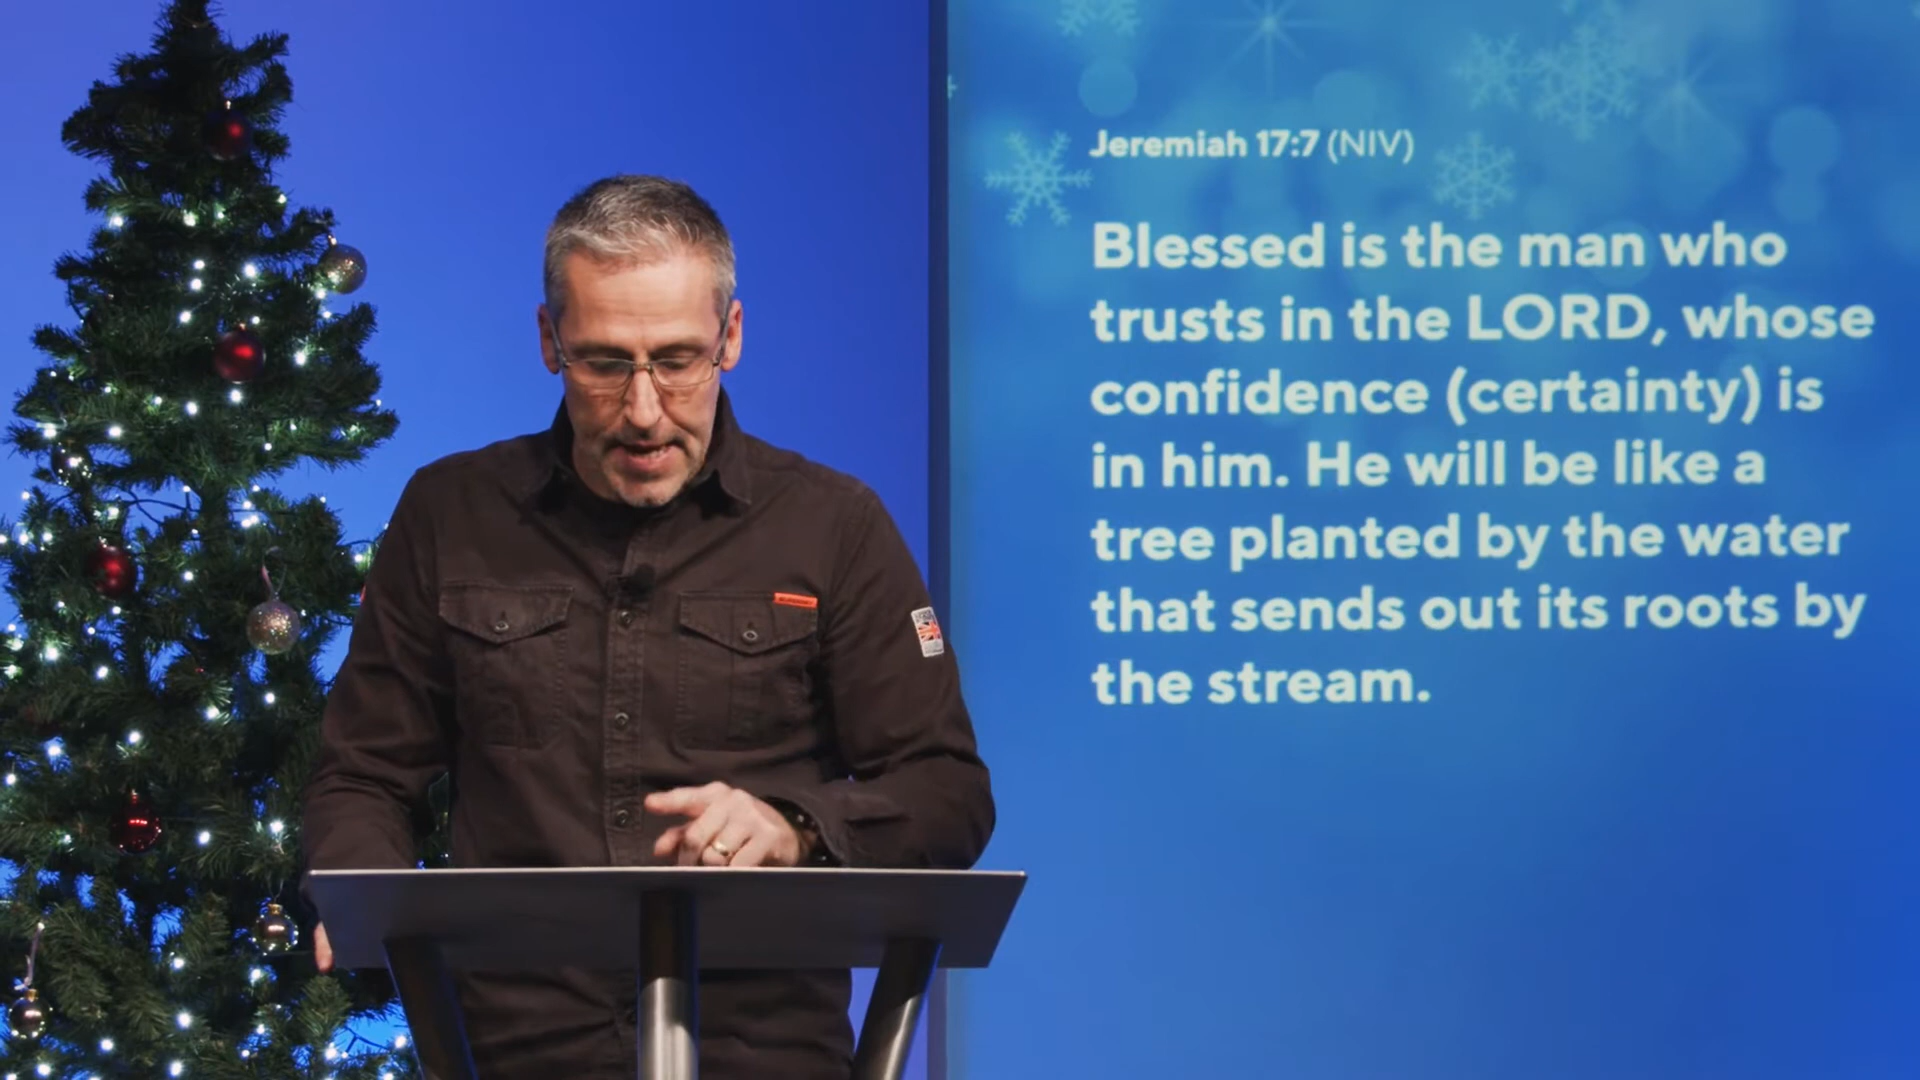 Jeremiah 17:7 (NIV)
Blessed is the man who
trusts in the LORD, whose
confidence (certainty) is
in him. He will be like a
tree planted by the water
that sends out its roots by
the stream.